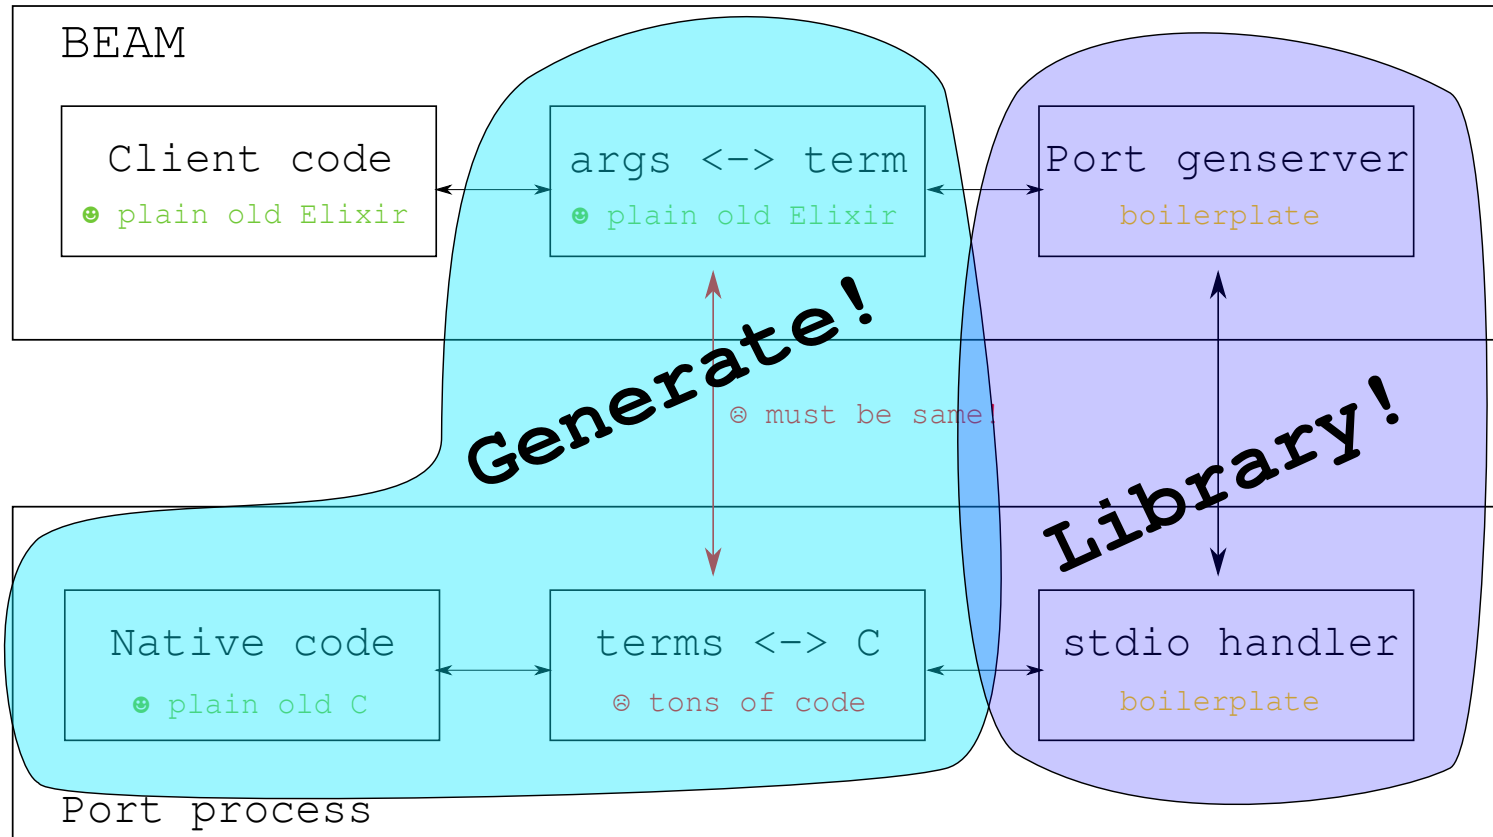 BEAM
Client code
☻ plain old Elixir
args <-> term
☻ plain old Elixir
Port genserver
boilerplate
Generate!
☹ must be same!
Library!
Native code
☻ plain old C
terms <-> C
☹ tons of code
stdio handler
boilerplate
Port process